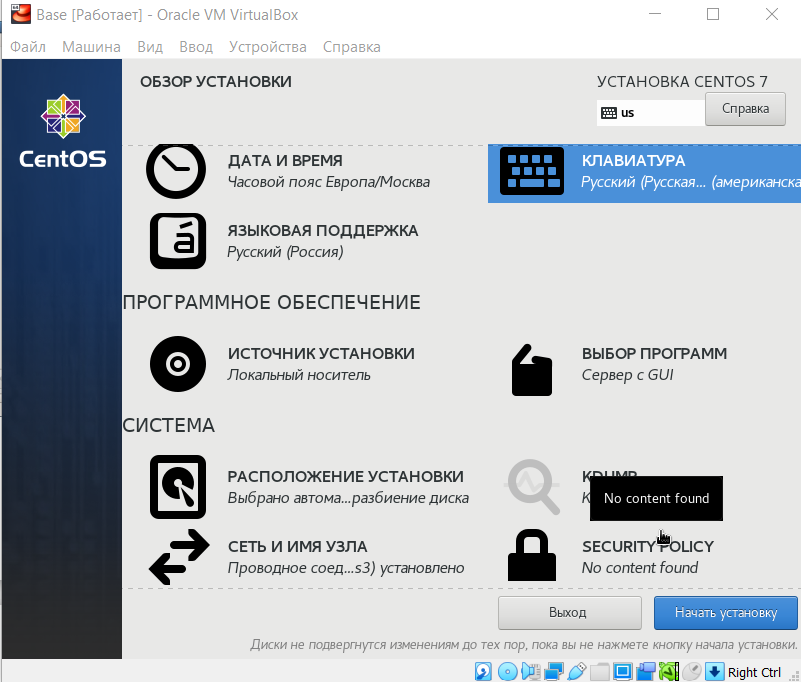 Base [Работает] - Oracle VM VirtualBox
Файл Машина Вид Ввод Устройства Справка
CentOS
ОБЗОР УСТАНОВКИ
УСТАНОВКА CENTOS 7
us
Справка
ДАТА И ВРЕМЯ
Часовой пояс Европа/Москва
КЛАВИАТУРА
Русский (Русская... (американска
ЯЗЫКОВАЯ ПОДДЕРЖКА
Русский (Россия)
ПРОГРАММНОЕ ОБЕСПЕЧЕНИЕ
ИСТОЧНИК УСТАНОВКИ
Локальный носитель
ВЫБОР ПРОГРАММ
Сервер с GUI
СИСТЕМА
РАСПОЛОЖЕНИЕ УСТАНОВКИ
Выбрано автома...разбиение диска
KDUMP
No content found
СЕТЬ И ИМЯ УЗЛА
Проводное соед...s3) установлено
SECURITY POLICY
No content found
Выход
Начать установку
Диски не подвергнутся изменениям до тех пор, пока вы не нажмете кнопку начала установки.
Right Ctrl